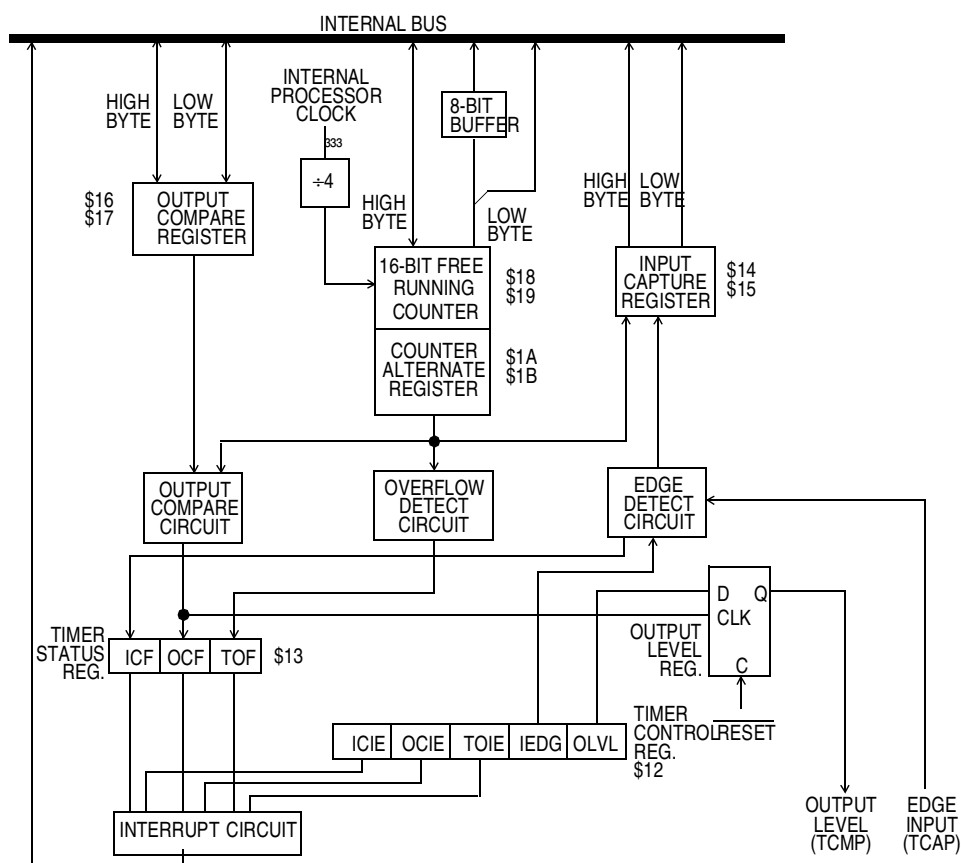 INTERNAL BUS
HIGH
BYTE
LOW
BYTE
INTERNAL
PROCESSOR
CLOCK
333
÷4
8-BIT
BUFFER
HIGH
BYTE
LOW
BYTE
HIGH
BYTE
LOW
BYTE
$16
$17
OUTPUT
COMPARE
REGISTER
16-BIT FREE
RUNNING
COUNTER
$18
$19
COUNTER
ALTERNATE
REGISTER
$1A
$1B
INPUT
CAPTURE
REGISTER
$14
$15
OUTPUT
COMPARE
CIRCUIT
OVERFLOW
DETECT
CIRCUIT
EDGE
DETECT
CIRCUIT
D Q
CLK
C
OUTPUT
LEVEL
REG.
TIMER
STATUS
REG.
ICF OCF TOF
$13
ICIE OCIE TOIE IEDG OLVL
TIMER
CONTROL
REG.
$12
RESET
INTERRUPT CIRCUIT
OUTPUT
LEVEL
(TCMP)
EDGE
INPUT
(TCAP)